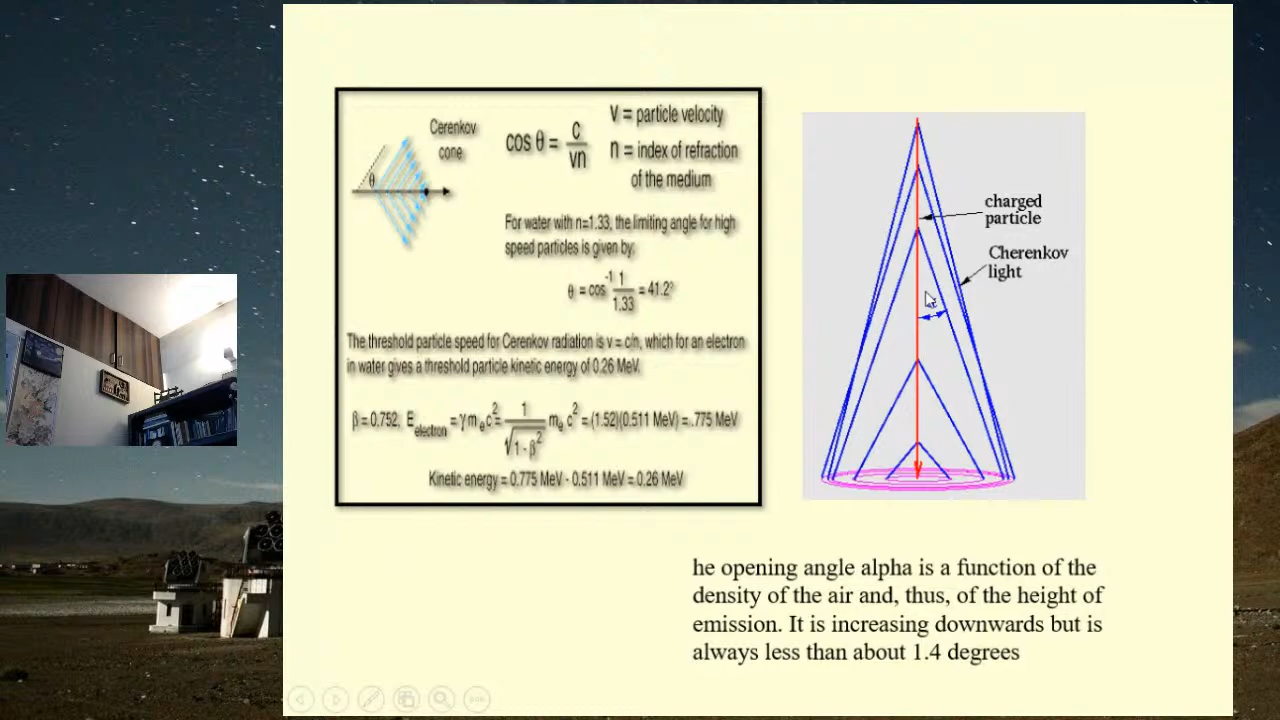 Cerenkov
cone
θ
cos θ = c/vn
V = particle velocity
n = index of refraction
of the medium
For water with n=1.33, the limiting angle for high
speed particles is given by:
θ = cos⁻¹ 1/1.33 = 41.2°
The threshold particle speed for Cerenkov radiation is v = c/n, which for an electron
in water gives a threshold particle kinetic energy of 0.26 MeV.
β = 0.752, E electron = γ mₑc² = 1/√(1 - β²) mₑc² = (1.52)(0.511 MeV) = .775 MeV
Kinetic energy = 0.775 MeV - 0.511 MeV = 0.26 MeV
charged
particle
Cherenkov
light
he opening angle alpha is a function of the
density of the air and, thus, of the height of
emission. It is increasing downwards but is
always less than about 1.4 degrees